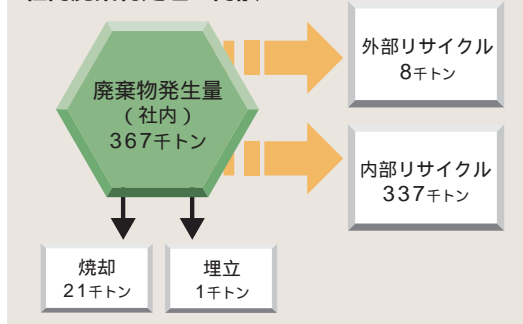 廃棄物発生量
（社内）
367千トン
外部リサイクル
8千トン
内部リサイクル
337千トン
焼却
21千トン
埋立
1千トン